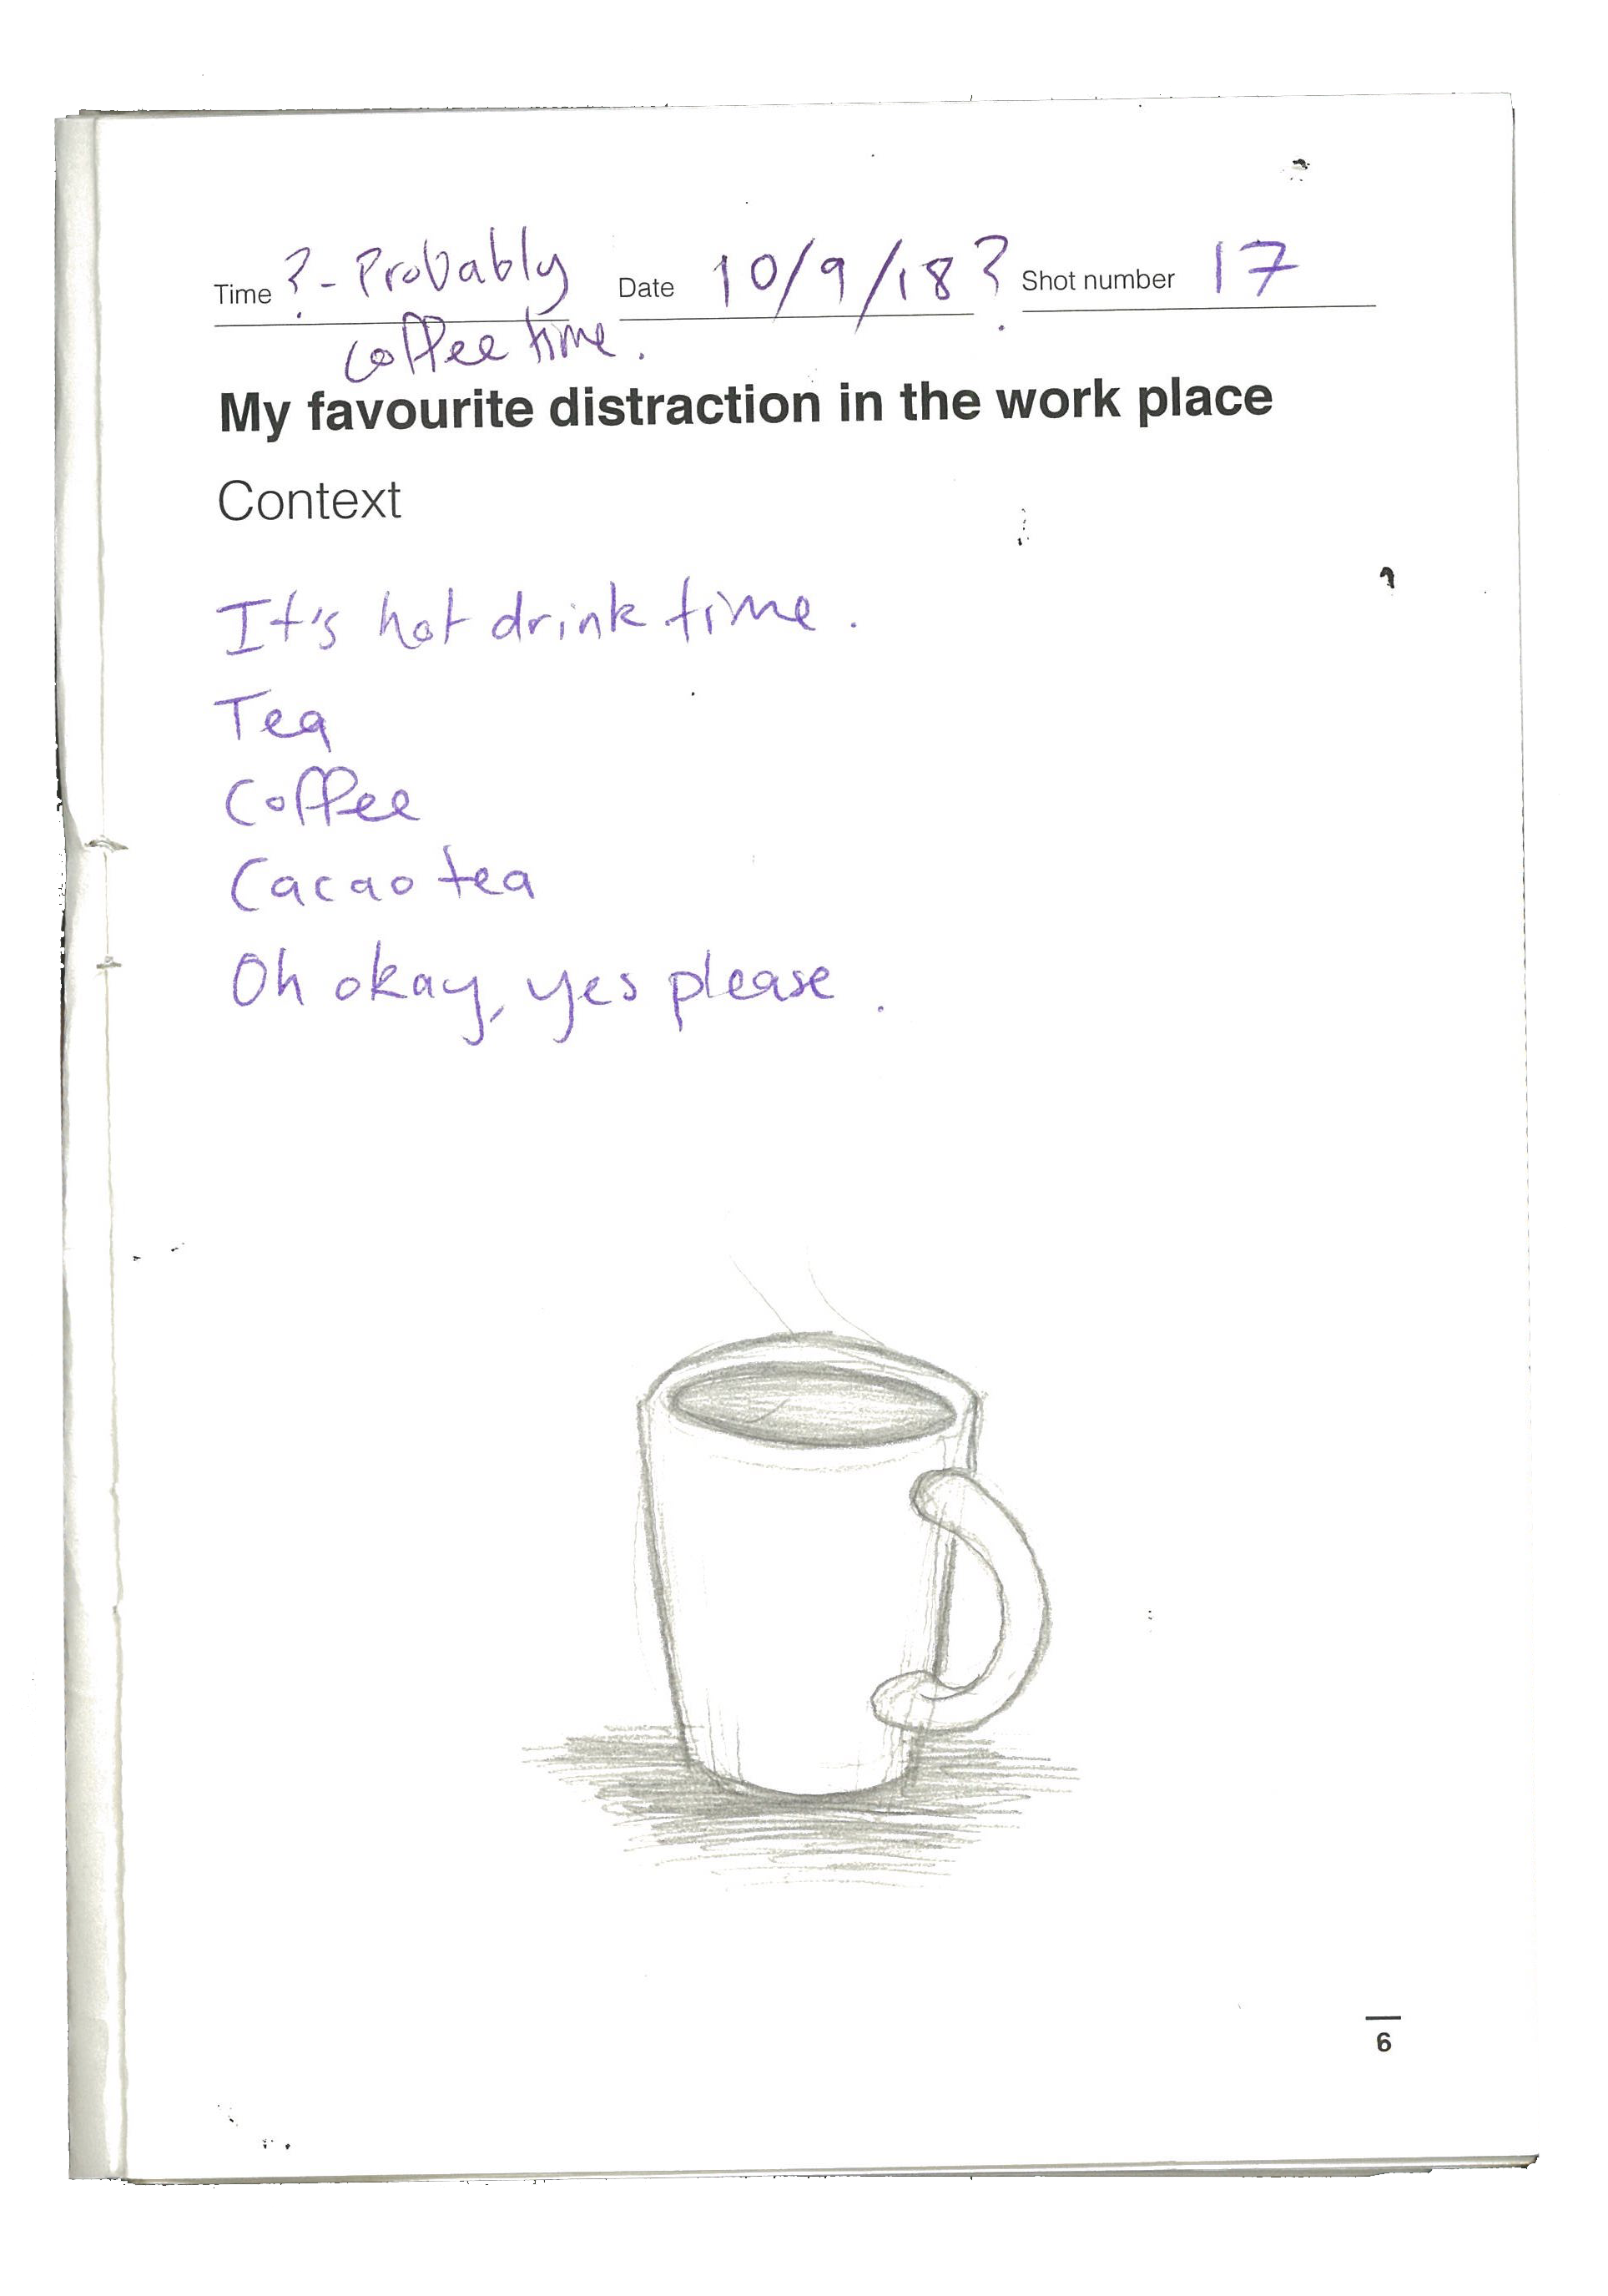 Time ? - Probably coffee time. Date 10/9/18? Shot number 17
My favourite distraction in the work place
Context
It's hot drink time.
Tea
Coffee
Cacao tea
Oh okay, yes please.
6